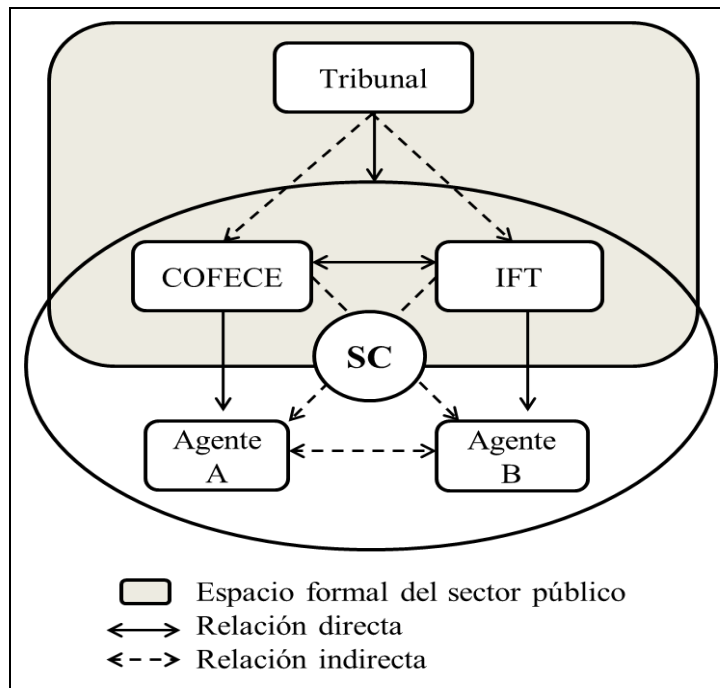 Tribunal
COFECE
IFT
SC
Agente
A
Agente
B
Espacio formal del sector público
Relación directa
Relación indirecta